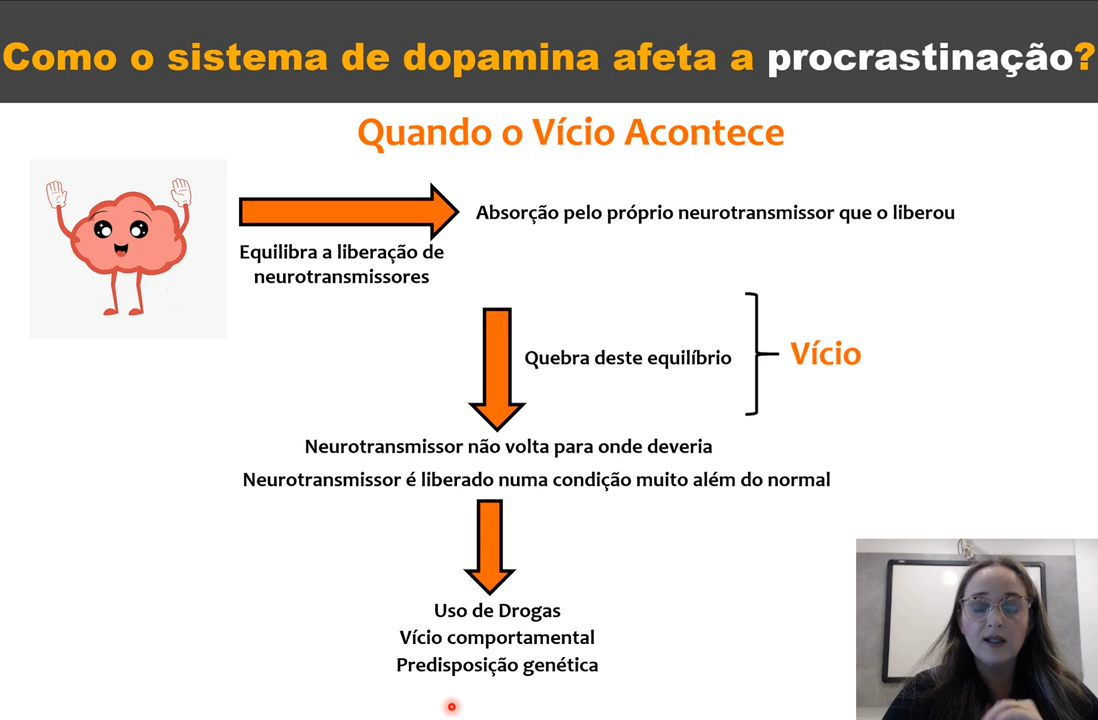 Como o sistema de dopamina afeta a procrastinação?
Quando o Vício Acontece
Absorção pelo próprio neurotransmissor que o liberou
Equilibra a liberação de
neurotransmissores
Quebra deste equilíbrio
Vício
Neurotransmissor não volta para onde deveria
Neurotransmissor é liberado numa condição muito além do normal
Uso de Drogas
Vício comportamental
Predisposição genética